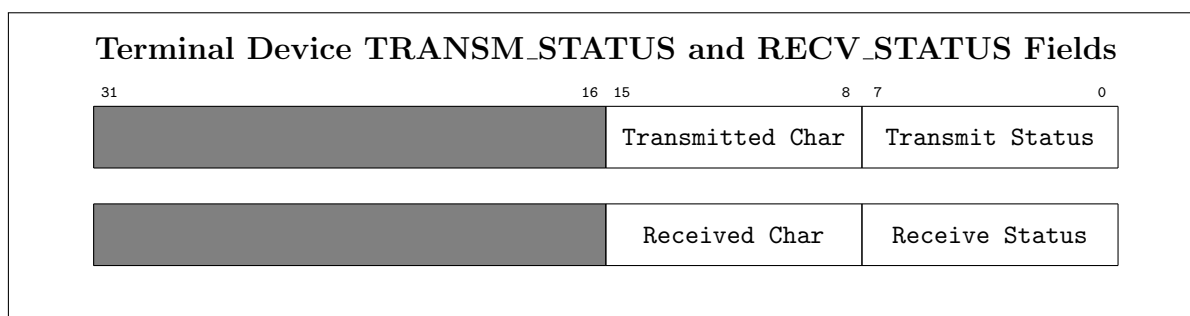 Terminal Device TRANSM_STATUS and RECV_STATUS Fields
31 16 15 8 7 0
Transmitted Char Transmit Status
Received Char Receive Status